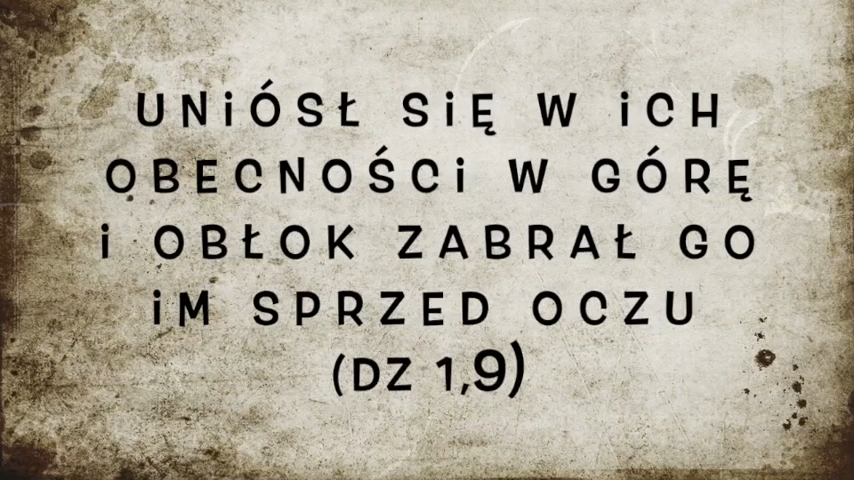 UNiÓSŁ SiĘ W iCH
OBECNOŚCi W GÓRĘ
i OBŁOK ZABRAŁ GO
iM SPRZED OCZU
(DZ 1,9)